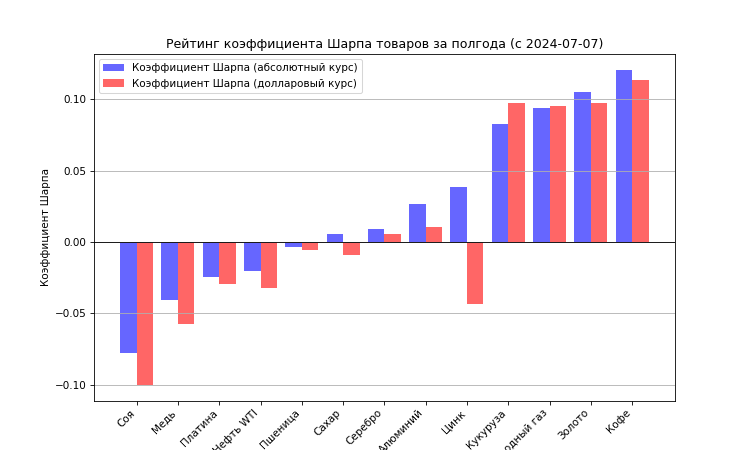 Рейтинг коэффициента Шарпа товаров за полгода (с 2024-07-07)
Коэффициент Шарпа (абсолютный курс)
Коэффициент Шарпа (долларовый курс)
Коэффициент Шарпа
0.10
0.05
0.00
−0.05
−0.10
Соя
Медь
Платина
Нефть WTI
Пшеница
Сахар
Серебро
Алюминий
Цинк
Кукуруза
одный газ
Золото
Кофе